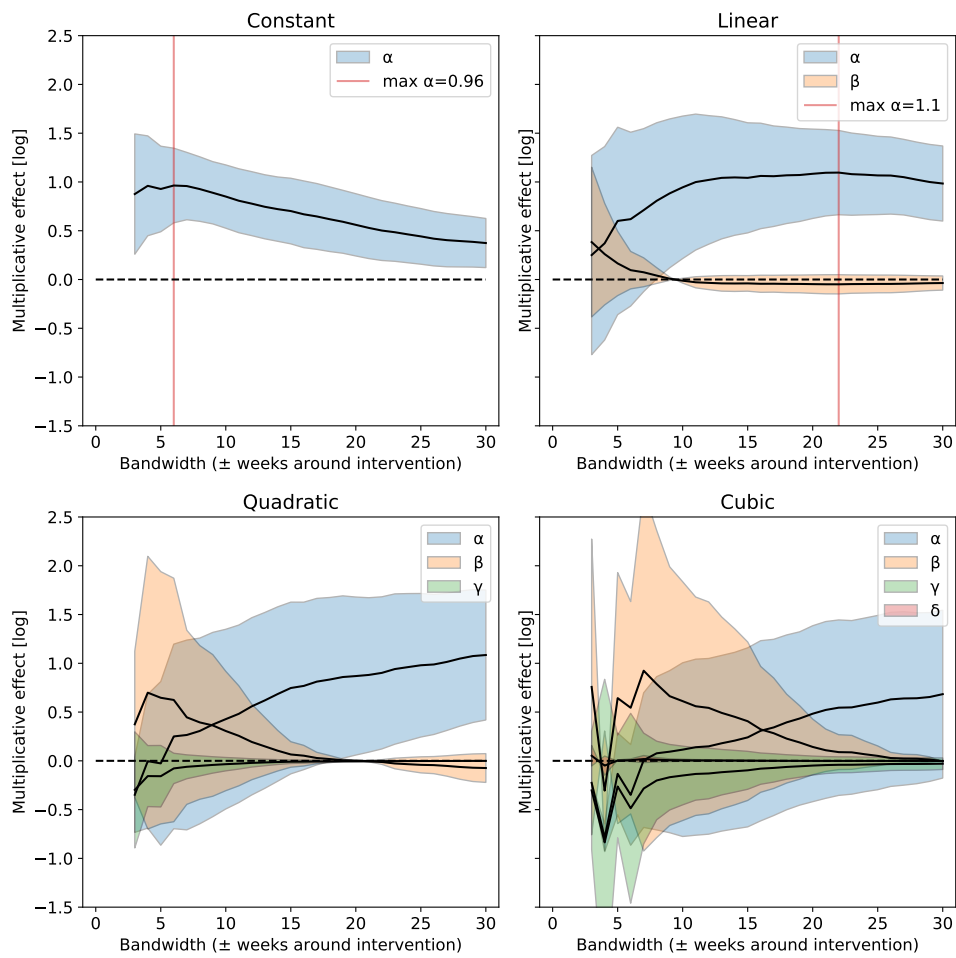 Constant
2.5
2.0
1.5
1.0
0.5
0.0
−0.5
−1.0
−1.5
0
5
10
15
20
25
30
Multiplicative effect [log]
Bandwidth (± weeks around intervention)
α
max α=0.96
Linear
0
5
10
15
20
25
30
Multiplicative effect [log]
Bandwidth (± weeks around intervention)
α
β
max α=1.1
Quadratic
2.5
2.0
1.5
1.0
0.5
0.0
−0.5
−1.0
−1.5
0
5
10
15
20
25
30
Multiplicative effect [log]
Bandwidth (± weeks around intervention)
α
β
γ
Cubic
0
5
10
15
20
25
30
Multiplicative effect [log]
Bandwidth (± weeks around intervention)
α
β
γ
δ